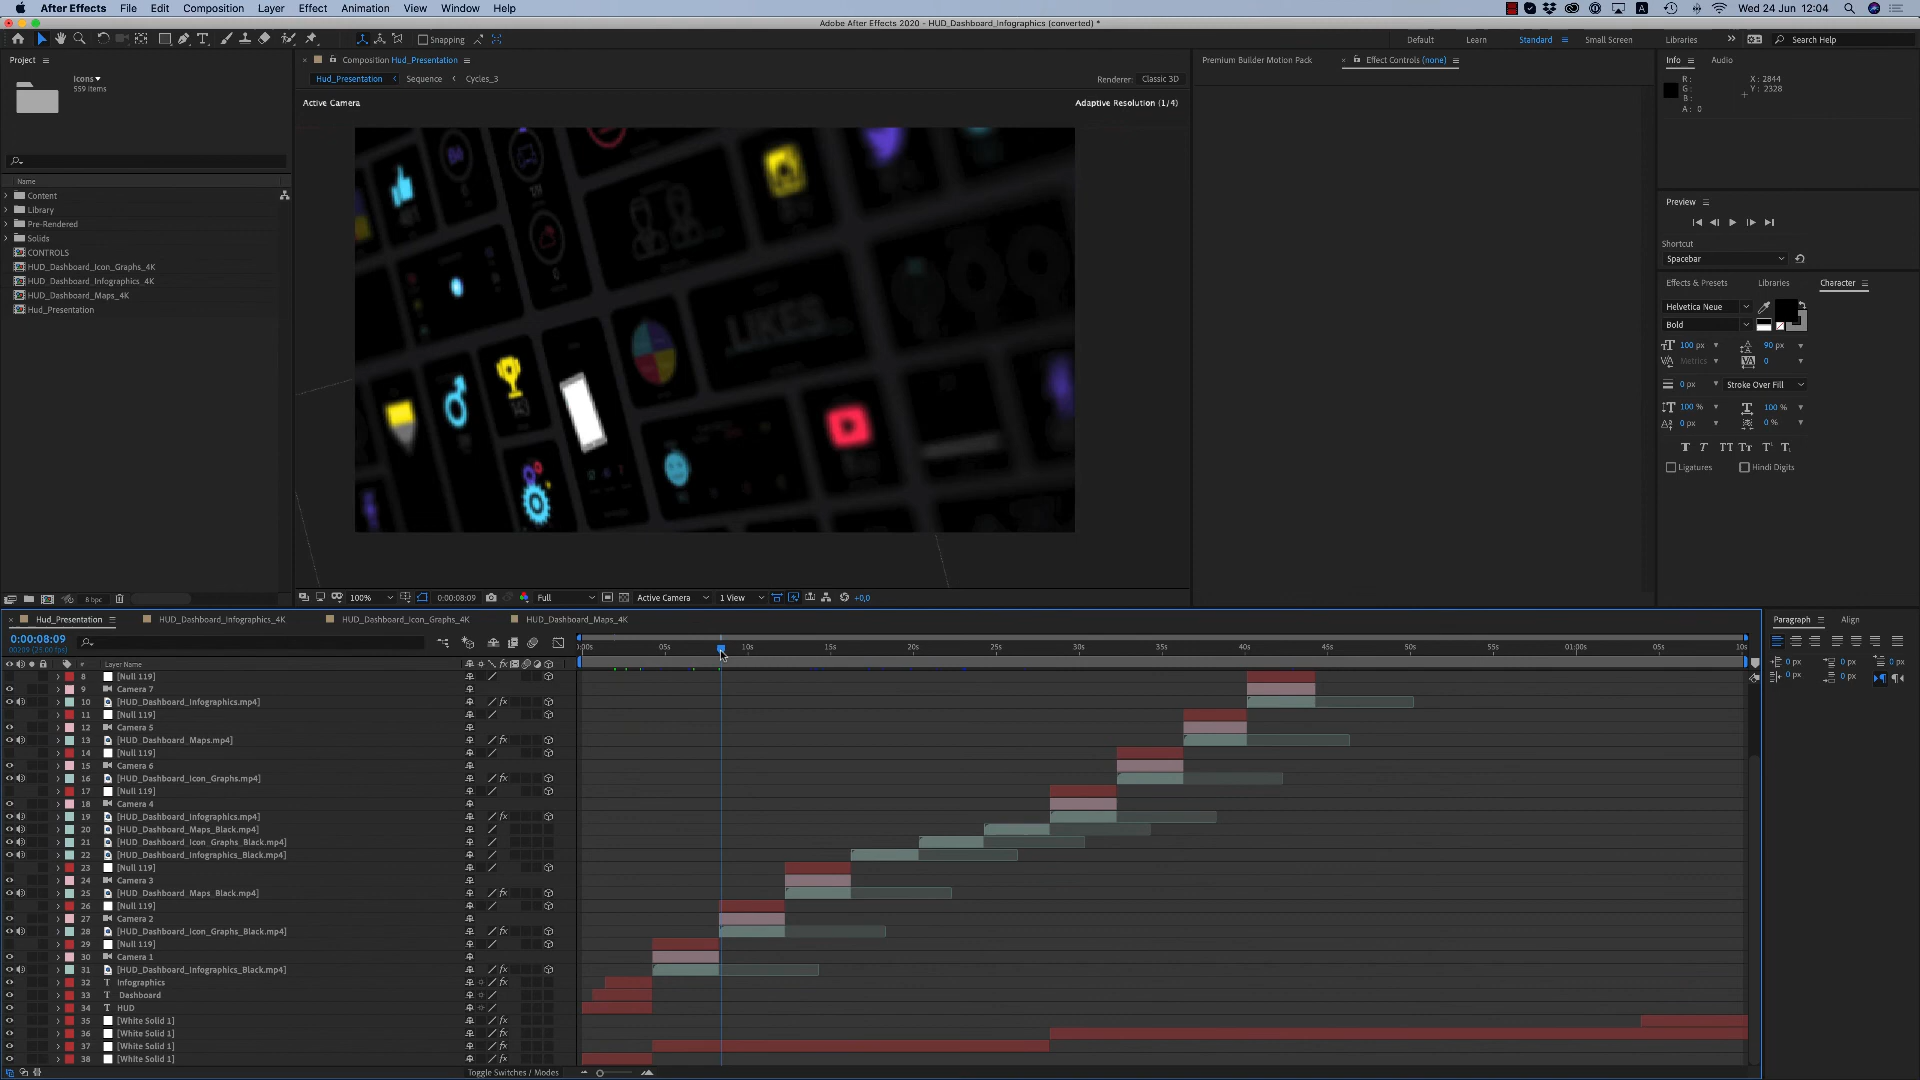 After Effects File Edit Composition Layer Effect Animation View Window Help
A Wed 24 Jun 12:04
Adobe After Effects 2020 - HUD_Dashboard_Infographics (converted) *
Snapping
Default Learn Standard Small Screen Libraries Search Help
Project
Icons
559 items
Name
Content
Library
Pre-Rendered
Solids
CONTROLS
HUD_Dashboard_Icon_Graphs_4K
HUD_Dashboard_Infographics_4K
HUD_Dashboard_Maps_4K
Hud_Presentation
8 bpc
Composition Hud_Presentation
Hud_Presentation Sequence Cycles_3
Renderer: Classic 3D
Active Camera
Adaptive Resolution (1/4)
LIKES
100% 0:00:08:09 Full Active Camera 1 View +0,0
Premium Builder Motion Pack Effect Controls (none)
Info Audio
R :
G :
B :
A : 0
X : 2844
Y : 2328
Preview
Shortcut
Spacebar
Effects & Presets Libraries Character
Helvetica Neue
Bold
100 px 90 px
Metrics 0
0 px Stroke Over Fill
100 % 100 %
0 px 0 %
Ligatures Hindi Digits
Hud_Presentation HUD_Dashboard_Infographics_4K HUD_Dashboard_Icon_Graphs_4K HUD_Dashboard_Maps_4K
0:00:08:09
00209 (25.00 fps)
:00s 05s 10s 15s 20s 25s 30s 35s 40s 45s 50s 55s 01:00s 05s 10s
Layer Name
8 [Null 119]
9 Camera 7
10 [HUD_Dashboard_Infographics.mp4]
11 [Null 119]
12 Camera 5
13 [HUD_Dashboard_Maps.mp4]
14 [Null 119]
15 Camera 6
16 [HUD_Dashboard_Icon_Graphs.mp4]
17 [Null 119]
18 Camera 4
19 [HUD_Dashboard_Infographics.mp4]
20 [HUD_Dashboard_Maps_Black.mp4]
21 [HUD_Dashboard_Icon_Graphs_Black.mp4]
22 [HUD_Dashboard_Infographics_Black.mp4]
23 [Null 119]
24 Camera 3
25 [HUD_Dashboard_Maps_Black.mp4]
26 [Null 119]
27 Camera 2
28 [HUD_Dashboard_Icon_Graphs_Black.mp4]
29 [Null 119]
30 Camera 1
31 [HUD_Dashboard_Infographics_Black.mp4]
32 T Infographics
33 T Dashboard
34 T HUD
35 [White Solid 1]
36 [White Solid 1]
37 [White Solid 1]
38 [White Solid 1]
Toggle Switches / Modes
Paragraph Align
0 px 0 px 0 px
0 px 0 px